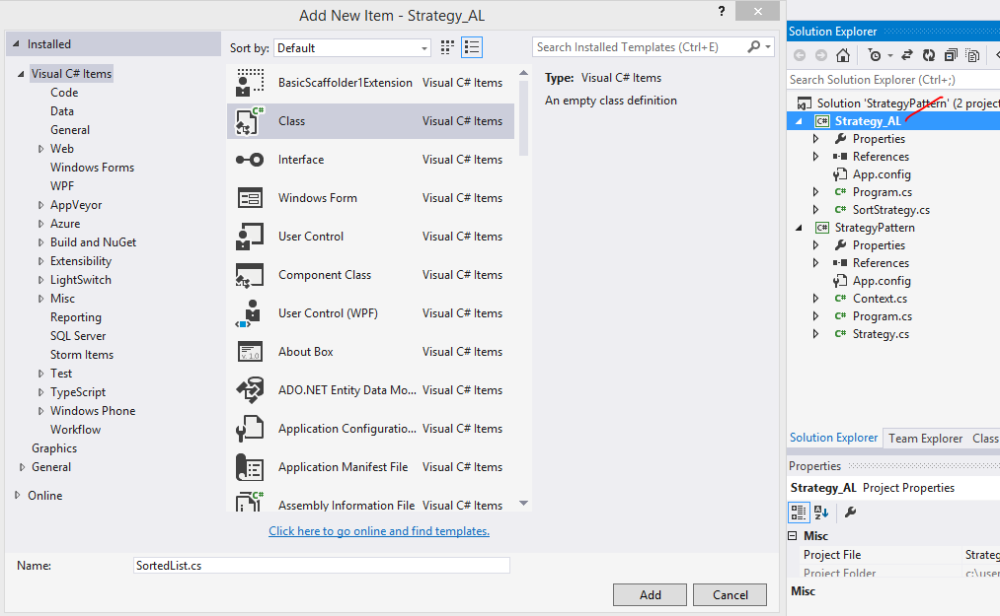 Add New Item - Strategy_AL
?
Installed
Visual C# Items
Code
Data
General
Web
Windows Forms
WPF
AppVeyor
Azure
Build and NuGet
Extensibility
LightSwitch
Misc
Reporting
SQL Server
Storm Items
Test
TypeScript
Windows Phone
Workflow
Graphics
General
Online
Sort by: Default
Search Installed Templates (Ctrl+E)
BasicScaffolder1Extension Visual C# Items
Class Visual C# Items
Interface Visual C# Items
Windows Form Visual C# Items
User Control Visual C# Items
Component Class Visual C# Items
User Control (WPF) Visual C# Items
About Box Visual C# Items
ADO.NET Entity Data Mo... Visual C# Items
Application Configuratio... Visual C# Items
Application Manifest File Visual C# Items
Assembly Information File Visual C# Items
Click here to go online and find templates.
Type: Visual C# Items
An empty class definition
Name: SortedList.cs
Add Cancel
Solution Explorer
Search Solution Explorer (Ctrl+;)
Solution 'StrategyPattern' (2 project
C# Strategy_AL
Properties
References
App.config
C# Program.cs
C# SortStrategy.cs
C# StrategyPattern
Properties
References
App.config
C# Context.cs
C# Program.cs
C# Strategy.cs
Solution Explorer Team Explorer Class
Properties
Strategy_AL Project Properties
Misc
Project File Strateg
Project Folder c:\user
Misc